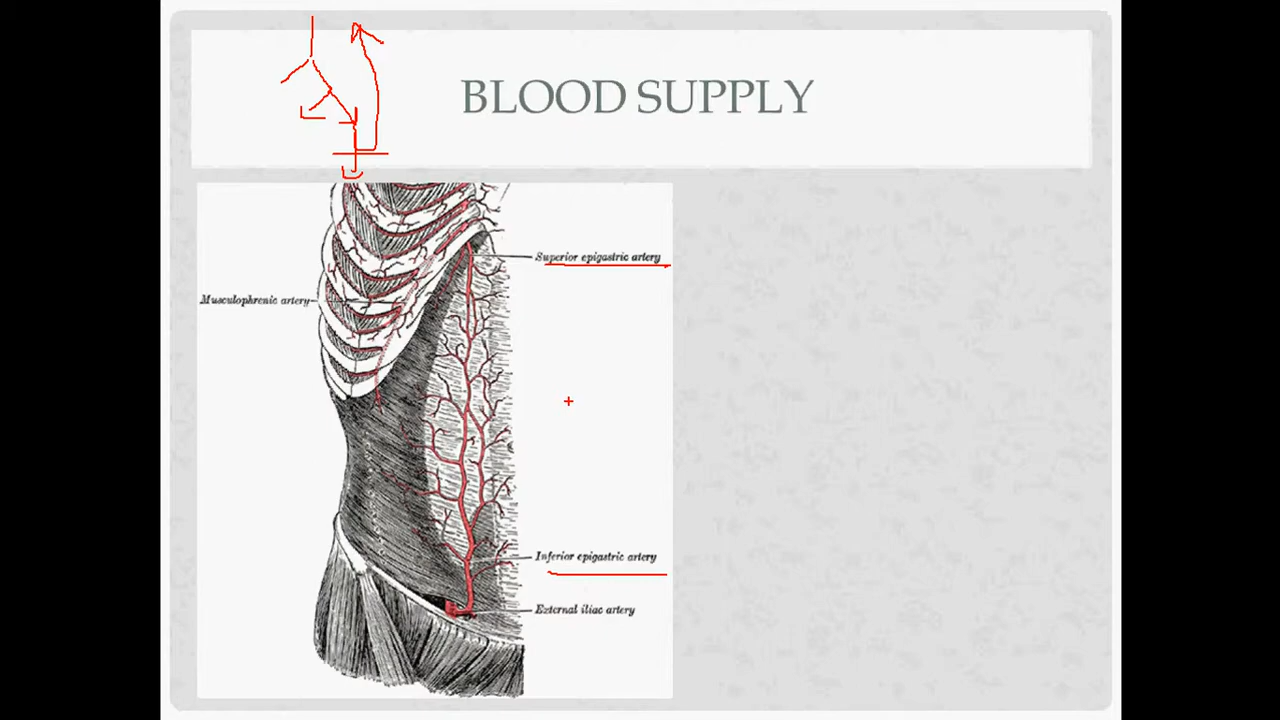 BLOOD SUPPLY
Superior epigastric artery
Musculophrenic artery
Inferior epigastric artery
External iliac artery